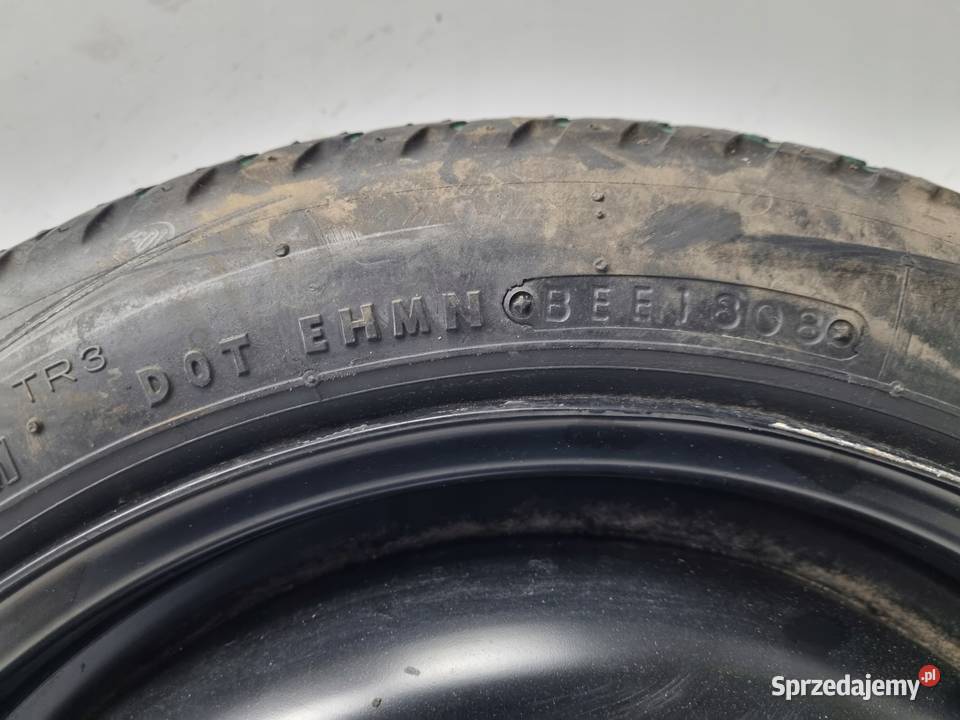 TR3 DOT EHMN BEE1808
Sprzedajemy.pl